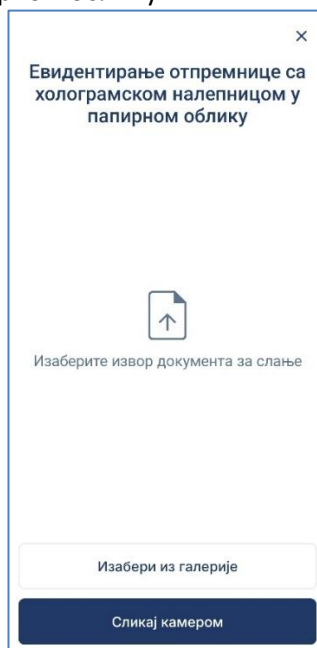 ×
Евидентирање отпремнице са
холограмском налепницом у
папирном облику
Изаберите извор документа за слање
Изабери из галерије
Сликај камером